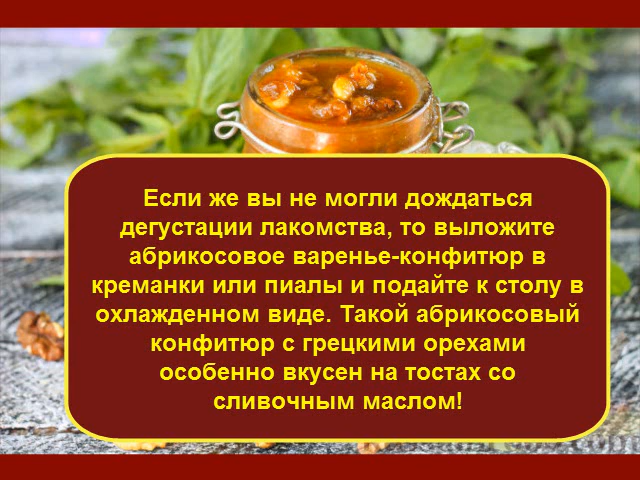 Если же вы не могли дождаться
дегустации лакомства, то выложите
абрикосовое варенье-конфитюр в
креманки или пиалы и подайте к столу в
охлажденном виде. Такой абрикосовый
конфитюр с грецкими орехами
особенно вкусен на тостах со
сливочным маслом!